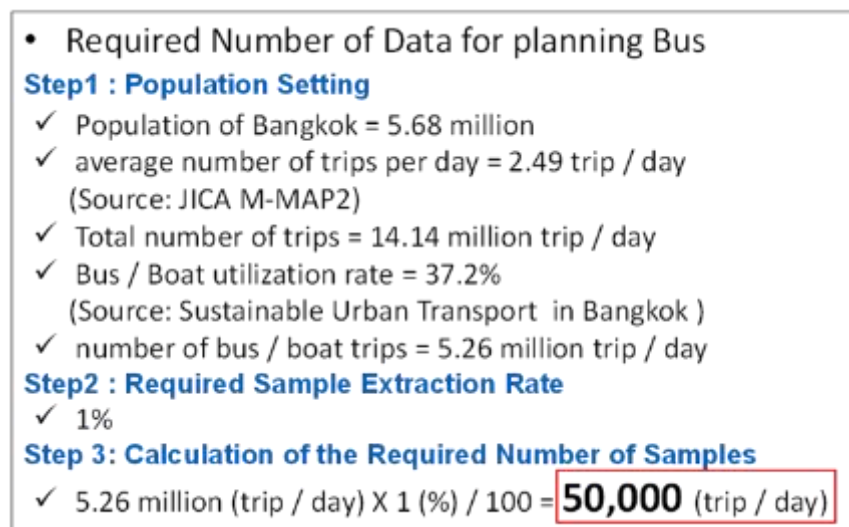 • Required Number of Data for planning Bus
Step1 : Population Setting
✓ Population of Bangkok = 5.68 million
✓ average number of trips per day = 2.49 trip / day
(Source: JICA M-MAP2)
✓ Total number of trips = 14.14 million trip / day
✓ Bus / Boat utilization rate = 37.2%
(Source: Sustainable Urban Transport in Bangkok )
✓ number of bus / boat trips = 5.26 million trip / day
Step2 : Required Sample Extraction Rate
✓ 1%
Step 3: Calculation of the Required Number of Samples
✓ 5.26 million (trip / day) X 1 (%) / 100 = 50,000 (trip / day)